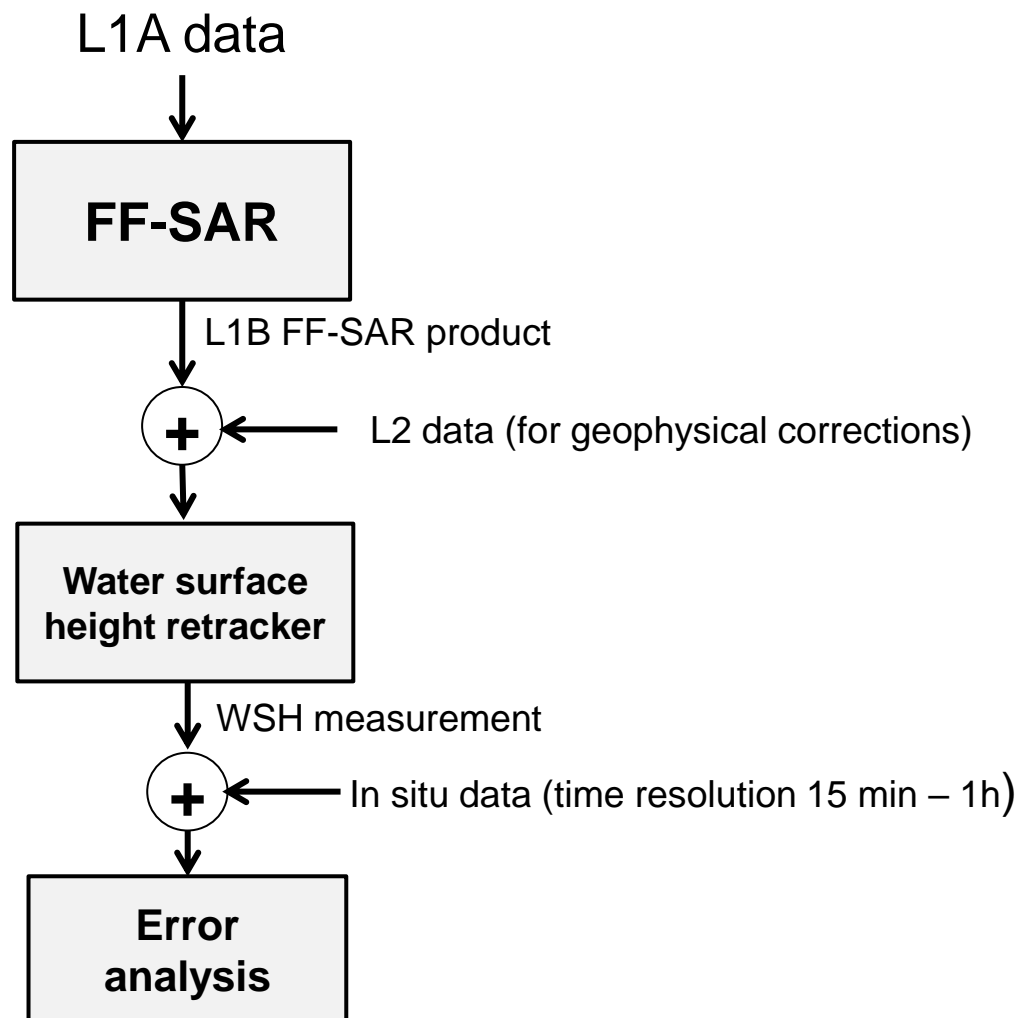 L1A data
FF-SAR
L1B FF-SAR product
+
L2 data (for geophysical corrections)
Water surface
height retracker
WSH measurement
+
In situ data (time resolution 15 min – 1h)
Error
analysis